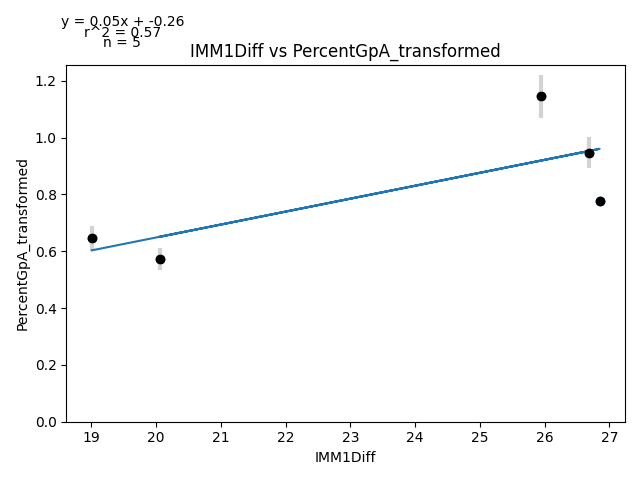 y = 0.05x + -0.26
r^2 = 0.57
n = 5
IMM1Diff vs PercentGpA_transformed
PercentGpA_transformed
1.2
1.0
0.8
0.6
0.4
0.2
0.0
19 20 21 22 23 24 25 26 27
IMM1Diff